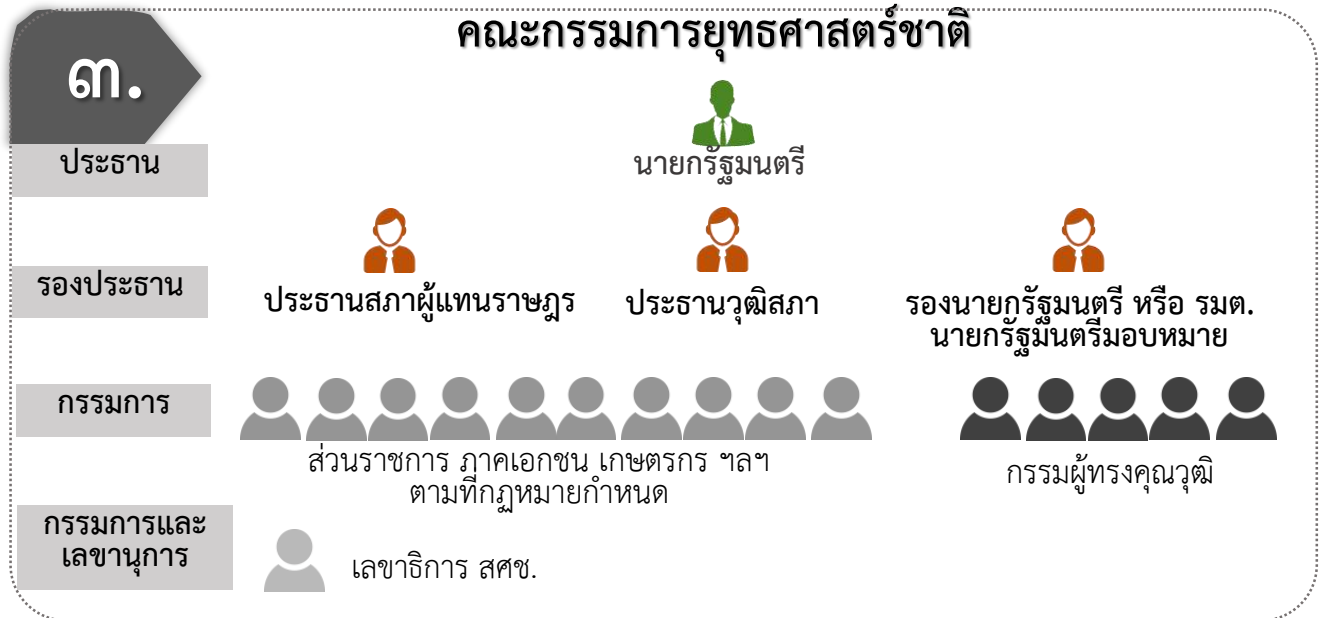 คณะกรรมการยุทธศาสตร์ชาติ
๓.
ประธาน
นายกรัฐมนตรี
รองประธาน
ประธานสภาผู้แทนราษฎร
ประธานวุฒิสภา
รองนายกรัฐมนตรี หรือ รมต.
นายกรัฐมนตรีมอบหมาย
กรรมการ
ส่วนราชการ ภาคเอกชน เกษตรกร ฯลฯ
ตามที่กฎหมายกำหนด
กรรมผู้ทรงคุณวุฒิ
กรรมการและ
เลขานุการ
เลขาธิการ สศช.